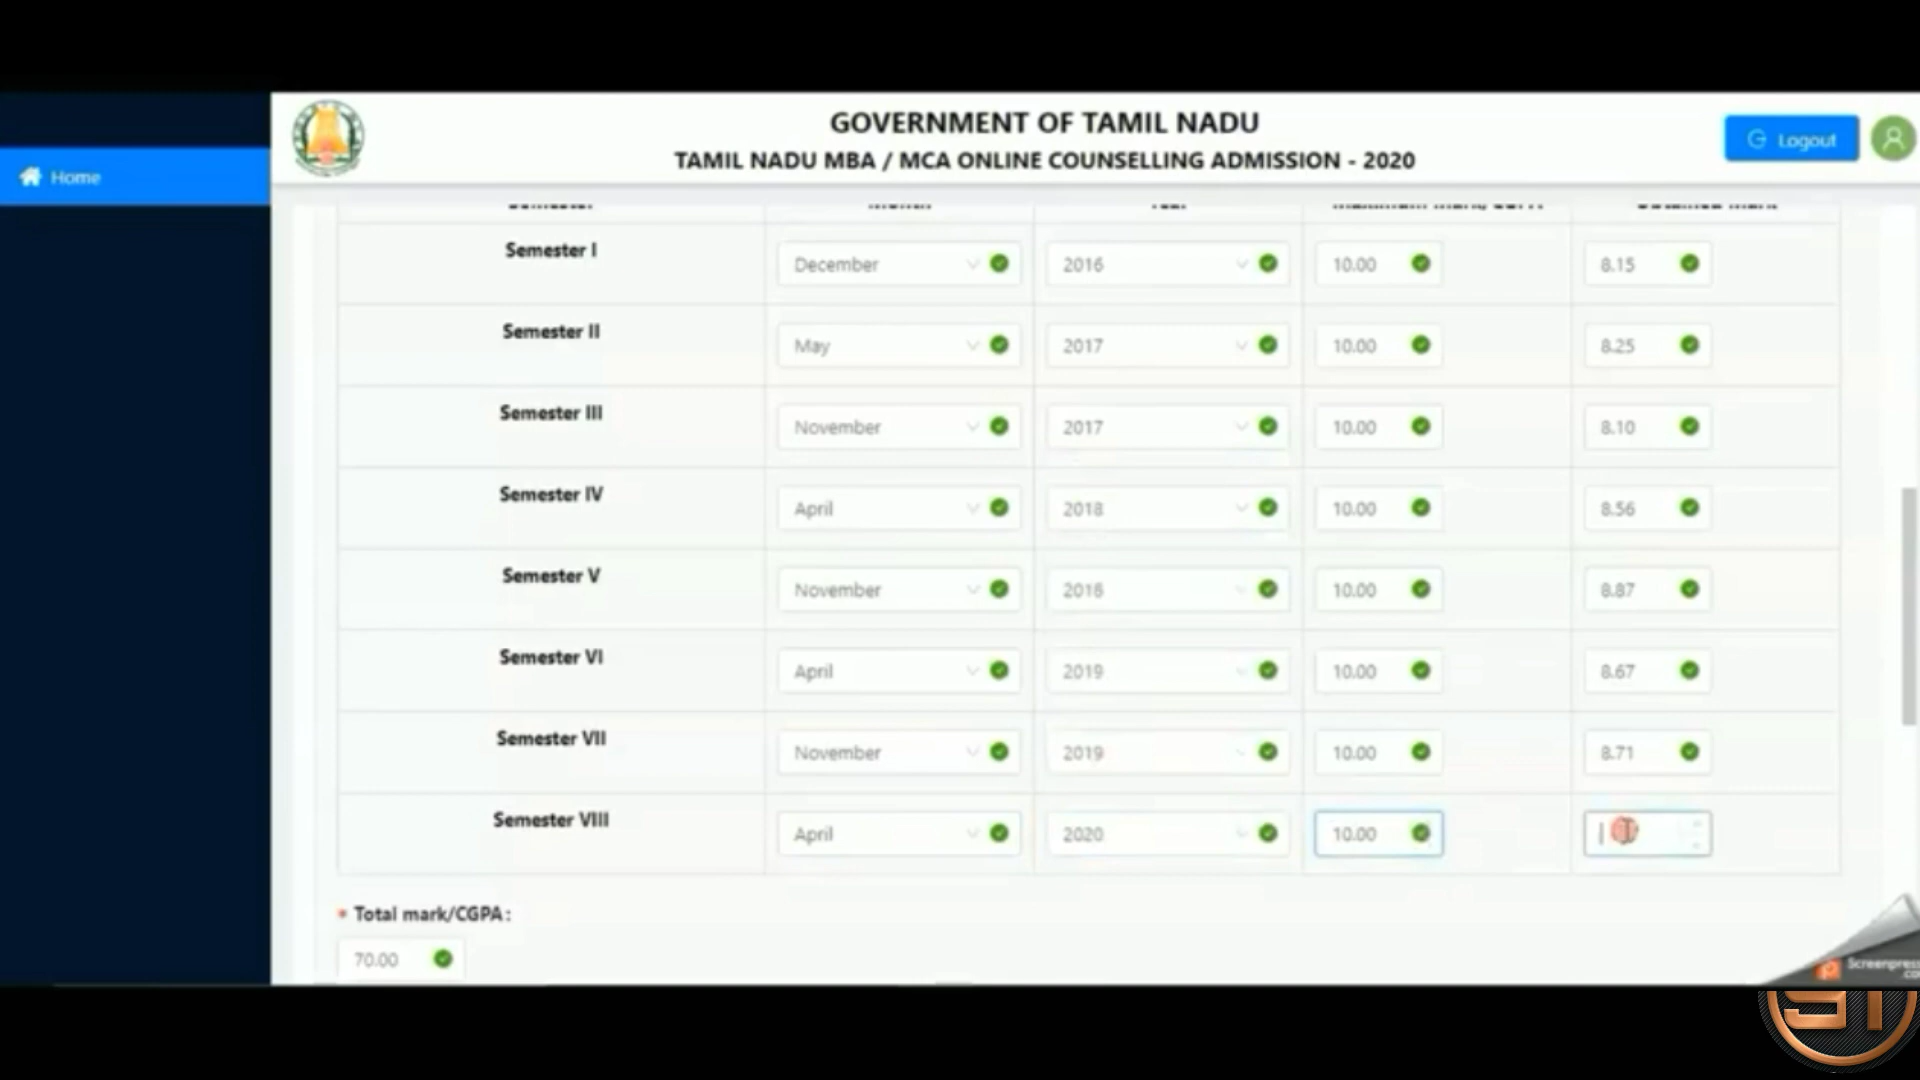 GOVERNMENT OF TAMIL NADU
TAMIL NADU MBA / MCA ONLINE COUNSELLING ADMISSION - 2020
Logout
Home
Semester I December 2016 10.00 8.15
Semester II May 2017 10.00 8.25
Semester III November 2017 10.00 8.10
Semester IV April 2018 10.00 8.56
Semester V November 2018 10.00 8.87
Semester VI April 2019 10.00 8.67
Semester VII November 2019 10.00 8.71
Semester VIII April 2020 10.00
* Total mark/CGPA :
70.00
Screenpress
.co
ST